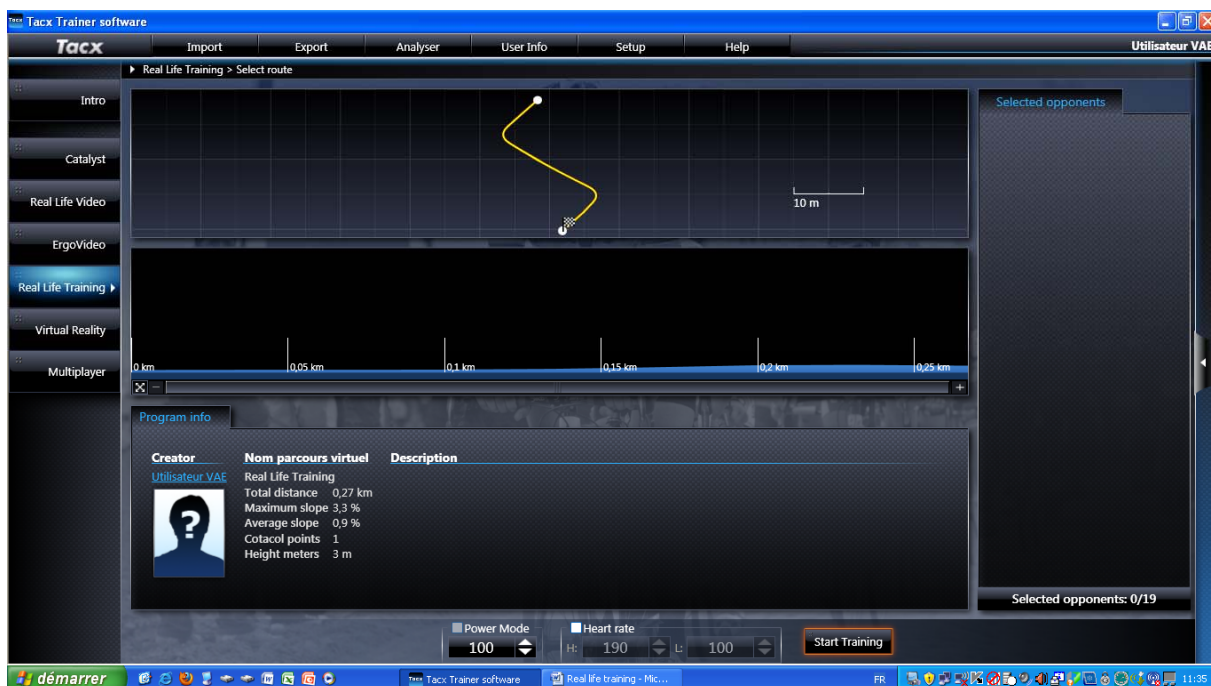 Tacx Trainer software
Tacx Import Export Analyser User Info Setup Help Utilisateur VAE
Real Life Training > Select route
Intro
Catalyst
Real Life Video
ErgoVideo
Real Life Training
Virtual Reality
Multiplayer
10 m
0 km 0,05 km 0,1 km 0,15 km 0,2 km 0,25 km
Selected opponents
Selected opponents: 0/19
Program info
Creator Nom parcours virtuel Description
Utilisateur VAE Real Life Training
Total distance 0,27 km
Maximum slope 3,3 %
Average slope 0,9 %
Cotacol points 1
Height meters 3 m
?
Power Mode Heart rate
100 H: 190 L: 100 Start Training
démarrer Tacx Trainer software Real life training - Mic... FR 11:35